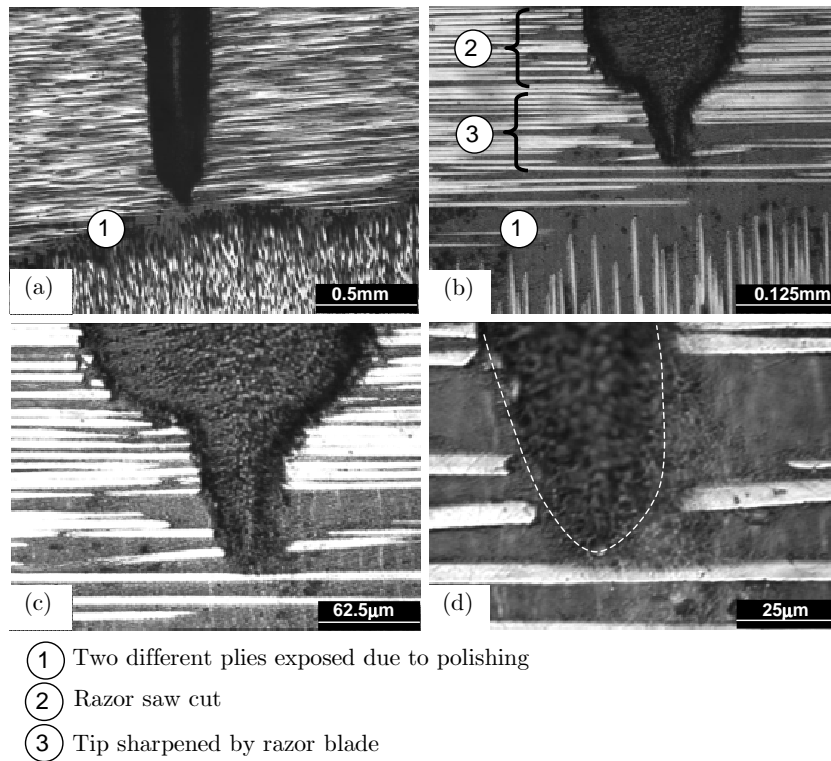 1
(a)
0.5mm
2
3
1
(b)
0.125mm
(c)
62.5µm
(d)
25µm
1 Two different plies exposed due to polishing
2 Razor saw cut
3 Tip sharpened by razor blade